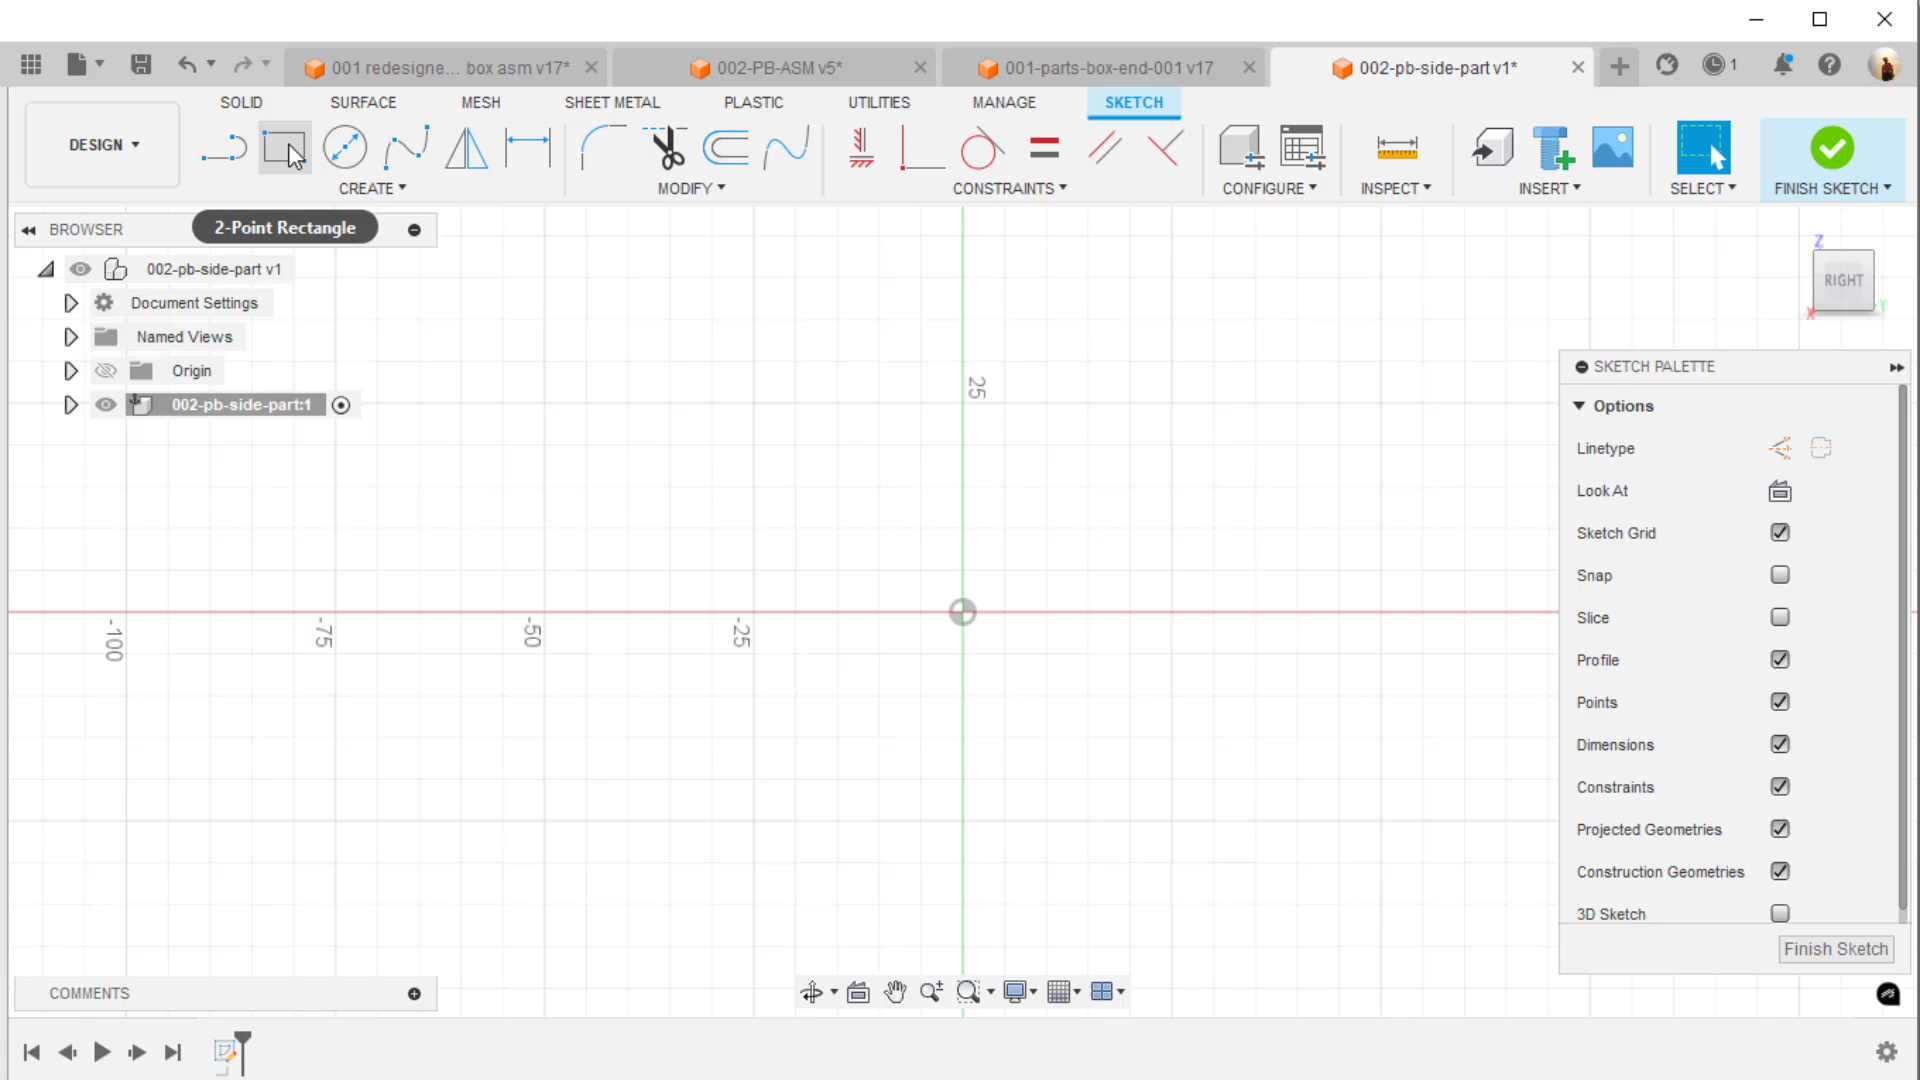 001 redesigne... box asm v17*
002-PB-ASM v5*
001-parts-box-end-001 v17
002-pb-side-part v1*
1
DESIGN
SOLID
SURFACE
MESH
SHEET METAL
PLASTIC
UTILITIES
MANAGE
SKETCH
CREATE
MODIFY
CONSTRAINTS
CONFIGURE
INSPECT
INSERT
SELECT
FINISH SKETCH
BROWSER
2-Point Rectangle
002-pb-side-part v1
Document Settings
Named Views
Origin
002-pb-side-part:1
25
-100
-75
-50
-25
Z
RIGHT
X
Y
SKETCH PALETTE
Options
Linetype
Look At
Sketch Grid
Snap
Slice
Profile
Points
Dimensions
Constraints
Projected Geometries
Construction Geometries
3D Sketch
Finish Sketch
COMMENTS